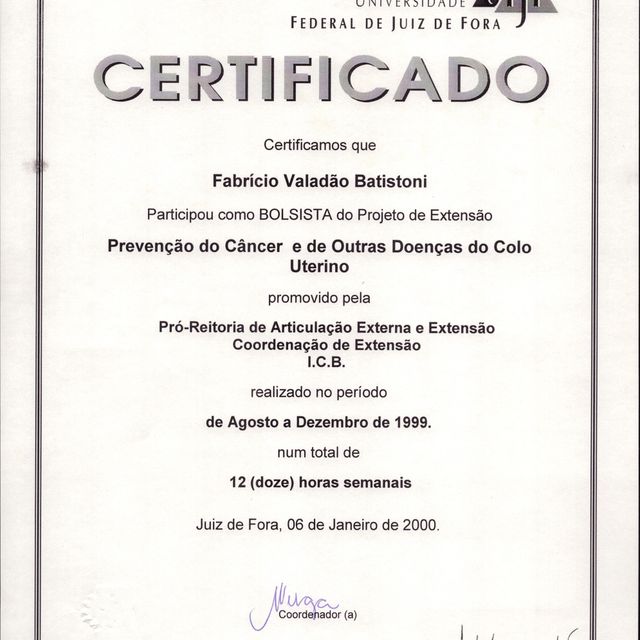 UNIVERSIDADE
FEDERAL DE JUIZ DE FORA
CERTIFICADO
Certificamos que
Fabrício Valadão Batistoni
Participou como BOLSISTA do Projeto de Extensão
Prevenção do Câncer e de Outras Doenças do Colo
Uterino
promovido pela
Pró-Reitoria de Articulação Externa e Extensão
Coordenação de Extensão
I.C.B.
realizado no período
de Agosto a Dezembro de 1999.
num total de
12 (doze) horas semanais
Juiz de Fora, 06 de Janeiro de 2000.
Coordenador (a)